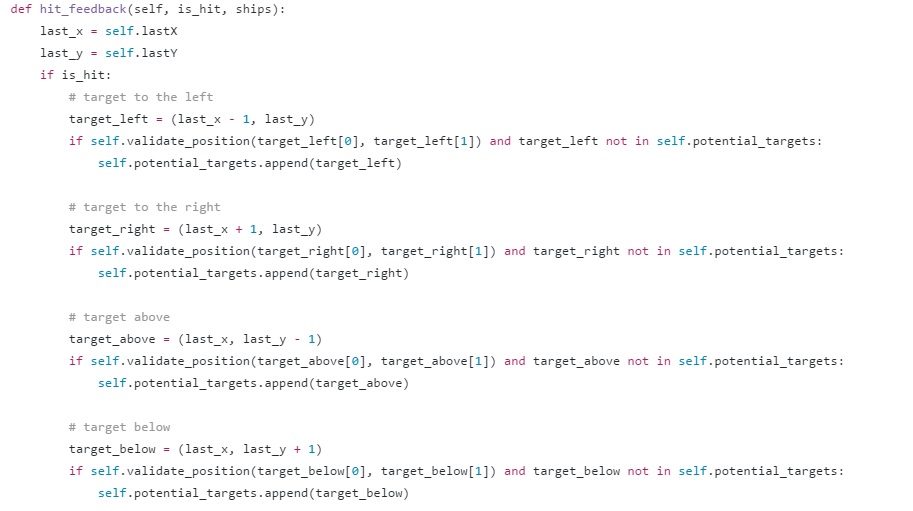 def hit_feedback(self, is_hit, ships):
    last_x = self.lastX
    last_y = self.lastY
    if is_hit:
        # target to the left
        target_left = (last_x - 1, last_y)
        if self.validate_position(target_left[0], target_left[1]) and target_left not in self.potential_targets:
            self.potential_targets.append(target_left)

        # target to the right
        target_right = (last_x + 1, last_y)
        if self.validate_position(target_right[0], target_right[1]) and target_right not in self.potential_targets:
            self.potential_targets.append(target_right)

        # target above
        target_above = (last_x, last_y - 1)
        if self.validate_position(target_above[0], target_above[1]) and target_above not in self.potential_targets:
            self.potential_targets.append(target_above)

        # target below
        target_below = (last_x, last_y + 1)
        if self.validate_position(target_below[0], target_below[1]) and target_below not in self.potential_targets:
            self.potential_targets.append(target_below)